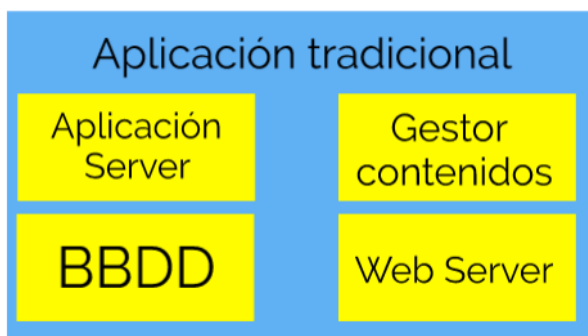 Aplicación tradicional
Aplicación
Server
Gestor
contenidos
BBDD
Web Server